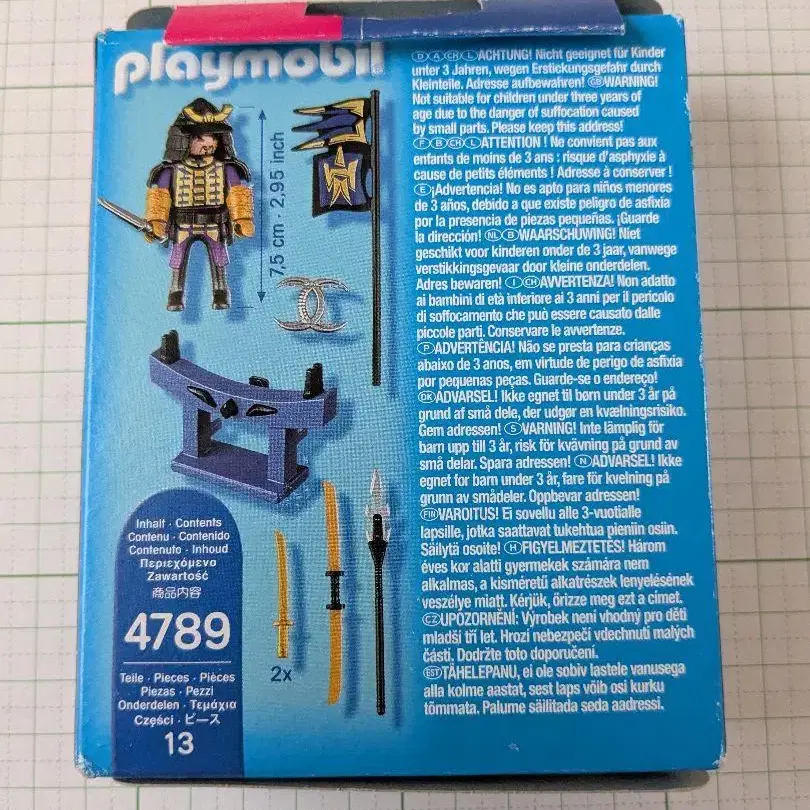 playmobil
7,5 cm · 2,95 inch
2x
Inhalt · Contents
Contenu · Contenido
Contenuto · Inhoud
Περιεχόμενο
Zawartość
商品内容
4789
Teile · Pieces · Pièces
Piezas · Pezzi
Onderdelen · Τεμάχια
Części · ピース
13
D A CH L ACHTUNG! Nicht geeignet für Kinder
unter 3 Jahren, wegen Erstickungsgefahr durch
Kleinteile. Adresse aufbewahren! GB WARNING!
Not suitable for children under three years of
age due to the danger of suffocation caused
by small parts. Please keep this address!
F B CH L ATTENTION ! Ne convient pas aux
enfants de moins de 3 ans : risque d'asphyxie à
cause de petits éléments ! Adresse à conserver !
E ¡Advertencia! No es apto para niños menores
de 3 años, debido a que existe peligro de asfixia
por la presencia de piezas pequeñas. ¡Guarde
la dirección! NL B WAARSCHUWING! Niet
geschikt voor kinderen onder de 3 jaar, vanwege
verstikkingsgevaar door kleine onderdelen.
Adres bewaren! I CH AVVERTENZA! Non adatto
ai bambini di età inferiore ai 3 anni per il pericolo
di soffocamento che può essere causato dalle
piccole parti. Conservare le avvertenze.
P ADVERTÊNCIA! Não se presta para crianças
abaixo de 3 anos, em virtude de perigo de asfixia
por pequenas peças. Guarde-se o endereço!
DK ADVARSEL! Ikke egnet til børn under 3 år på
grund af små dele, der udgør en kvælningsrisiko.
Gem adressen! S VARNING! Inte lämplig för
barn upp till 3 år, risk för kvävning på grund av
små delar. Spara adressen! N ADVARSEL! Ikke
egnet for barn under 3 år, fare for kvelning på
grunn av smådeler. Oppbevar adressen!
FIN VAROITUS! Ei sovellu alle 3-vuotialle
lapsille, jotka saattavat tukehtua pieniin osiin.
Säilytä osoite! H FIGYELMEZTETÉS! Három
éves kor alatti gyermekek számára nem
alkalmas, a kisméretű alkatrészek lenyelésének
veszélye miatt. Kérjük, őrizze meg ezt a címet.
CZ UPOZORNĚNÍ: Výrobek není vhodný pro děti
mladší tří let. Hrozí nebezpečí vdechnutí malých
částí. Dodržte toto doporučení.
EST TÄHELEPANU, ei ole sobiv lastele vanusega
alla kolme aastat, sest laps võib osi kurku
tõmmata. Palume säilitada seda aadressi.